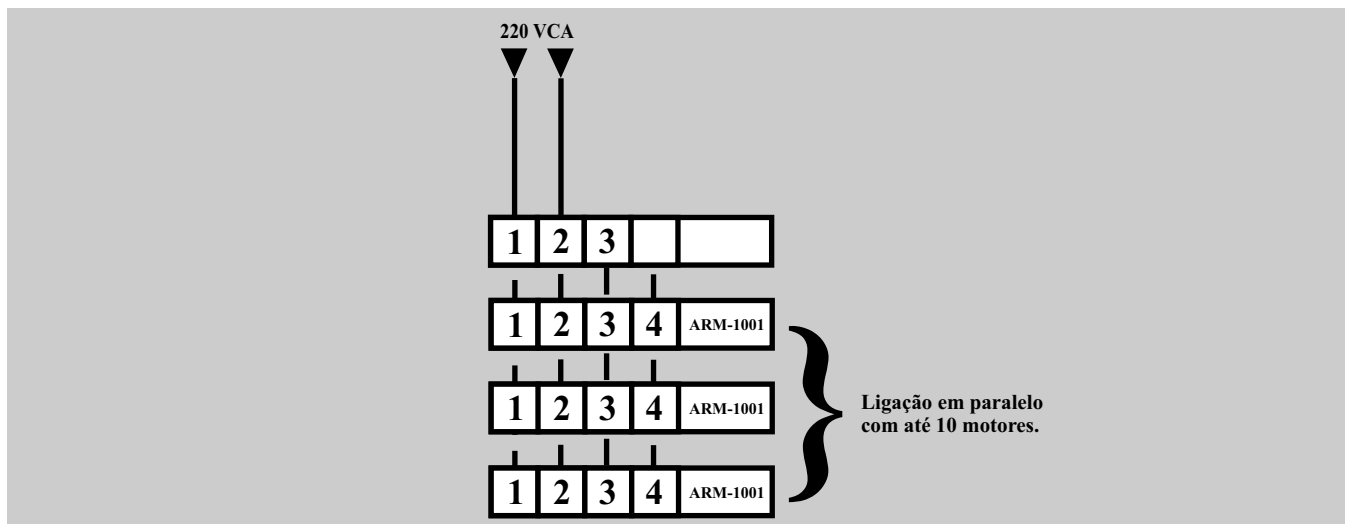 220 VCA
1 2 3
1 2 3 4 ARM-1001
1 2 3 4 ARM-1001
Ligação em paralelo
com até 10 motores.
1 2 3 4 ARM-1001